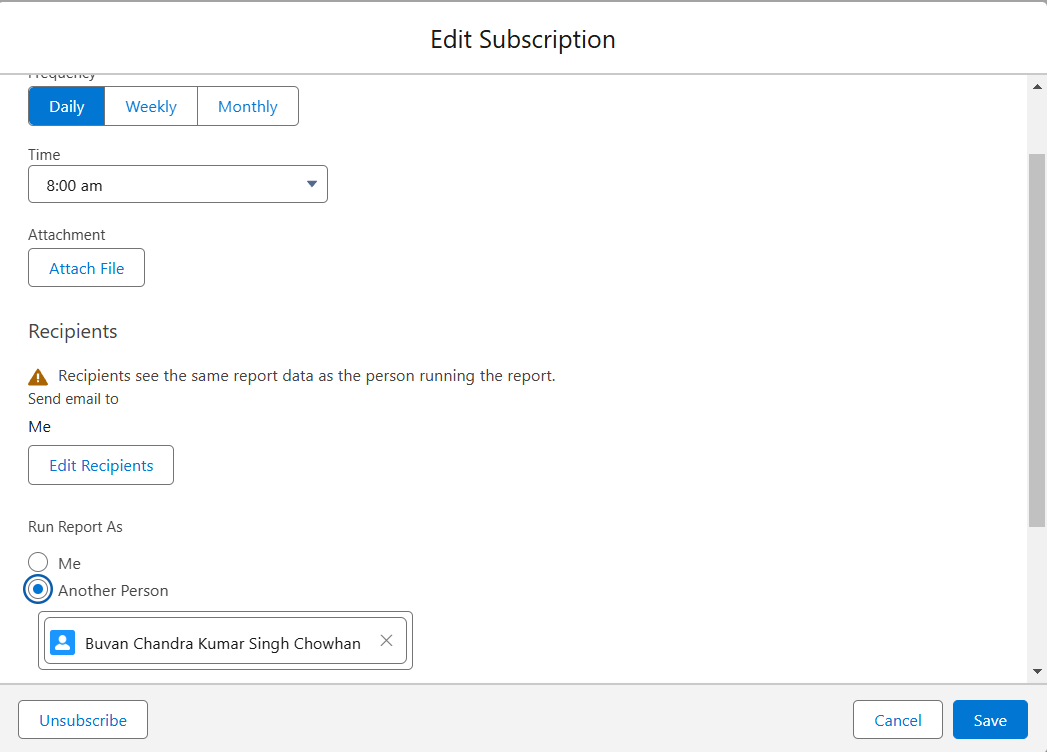 Edit Subscription
Frequency
Daily Weekly Monthly
Time
8:00 am
Attachment
Attach File
Recipients
Recipients see the same report data as the person running the report.
Send email to
Me
Edit Recipients
Run Report As
Me
Another Person
Buvan Chandra Kumar Singh Chowhan
Unsubscribe Cancel Save